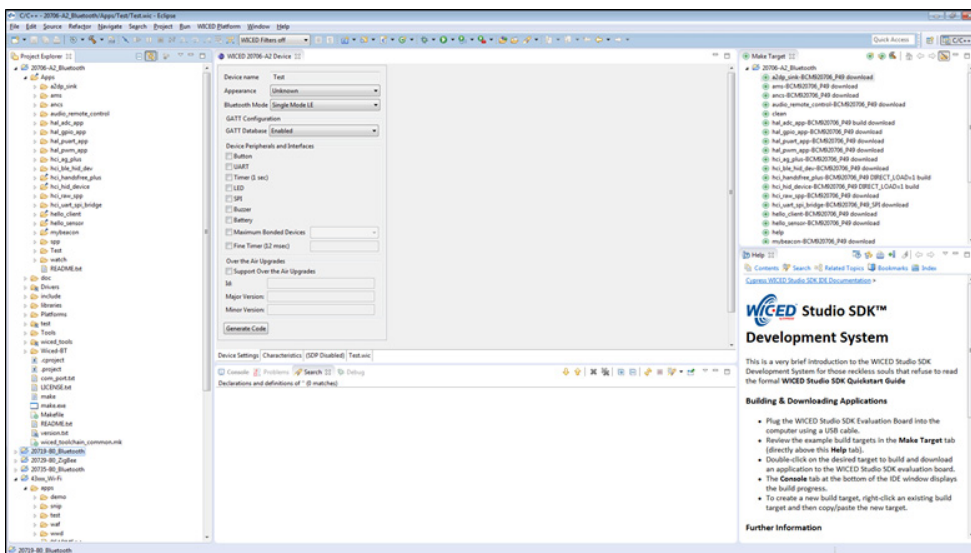 C/C++ - 20706-A2_Bluetooth/Apps/Test/Test.wic - Eclipse
File Edit Source Refactor Navigate Search Project Run WICED Platform Window Help
WICED Filters off
Quick Access
C/C++
Project Explorer
20706-A2_Bluetooth
Apps
a2dp_sink
ams
ancs
audio_remote_control
hal_adc_app
hal_gpio_app
hal_puart_app
hal_pwm_app
hci_ag_plus
hci_ble_hid_dev
hci_handsfree_plus
hci_hid_device
hci_raw_spp
hci_uart_spi_bridge
hello_client
hello_sensor
mybeacon
spp
Test
watch
README.txt
doc
Drivers
include
libraries
Platforms
test
Tools
wiced_tools
Wiced-BT
.cproject
.project
com_port.txt
LICENSE.txt
make
make.exe
Makefile
README.txt
version.txt
wiced_toolchain_common.mk
20719-B0_Bluetooth
20729-B0_ZigBee
20735-B0_Bluetooth
43xxx_Wi-Fi
apps
demo
snip
test
waf
wwd
README.txt
20719-B0_Bluetooth
WICED 20706-A2 Device
Device name Test
Appearance Unknown
Bluetooth Mode Single Mode LE
GATT Configuration
GATT Database Enabled
Device Peripherals and Interfaces
Button
UART
Timer (1 sec)
LED
SPI
Buzzer
Battery
Maximum Bonded Devices
Fine Timer (12 msec)
Over the Air Upgrades
Support Over the Air Upgrades
Id:
Major Version:
Minor Version:
Generate Code
Device Settings Characteristics (SDP Disabled) Test.wic
Console Problems Search Debug
Declarations and definitions of '' (0 matches)
Make Target
20706-A2_Bluetooth
a2dp_sink-BCM920706_P49 download
ams-BCM920706_P49 download
ancs-BCM920706_P49 download
audio_remote_control-BCM920706_P49 download
clean
hal_adc_app-BCM920706_P49 build download
hal_gpio_app-BCM920706_P49 download
hal_puart_app-BCM920706_P49 download
hal_pwm_app-BCM920706_P49 download
hci_ag_plus-BCM920706_P49 download
hci_ble_hid_dev-BCM920706_P49 download
hci_handsfree_plus-BCM920706_P49 DIRECT_LOAD=1 build
hci_hid_device-BCM920706_P49 DIRECT_LOAD=1 build
hci_raw_spp-BCM920706_P49 download
hci_uart_spi_bridge-BCM920706_P49_SPI download
hello_client-BCM920706_P49 download
hello_sensor-BCM920706_P49 download
help
mybeacon-BCM920706_P49 download
Help
Contents Search Related Topics Bookmarks Index
Cypress WICED Studio SDK IDE Documentation >
WICED Studio SDK™
Development System
This is a very brief introduction to the WICED Studio SDK
Development System for those reckless souls that refuse to read
the formal WICED Studio SDK Quickstart Guide
Building & Downloading Applications
• Plug the WICED Studio SDK Evaluation Board into the
computer using a USB cable.
• Review the example build targets in the Make Target tab
(directly above this Help tab).
• Double-click on the desired target to build and download
an application to the WICED Studio SDK evaluation board.
• The Console tab at the bottom of the IDE window displays
the build progress.
• To create a new build target, right-click an existing build
target and then copy/paste the new target.
Further Information